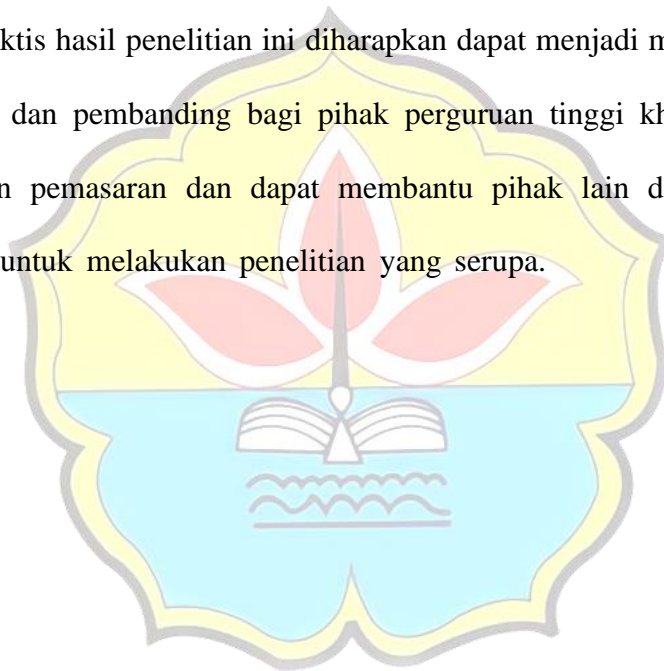 ktis hasil penelitian ini diharapkan dapat menjadi m
dan pembanding bagi pihak perguruan tinggi kh
n pemasaran dan dapat membantu pihak lain d
untuk melakukan penelitian yang serupa.